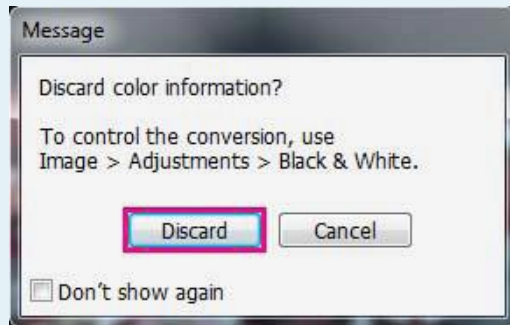 Message
Discard color information?
To control the conversion, use
Image > Adjustments > Black & White.
Discard
Cancel
Don't show again